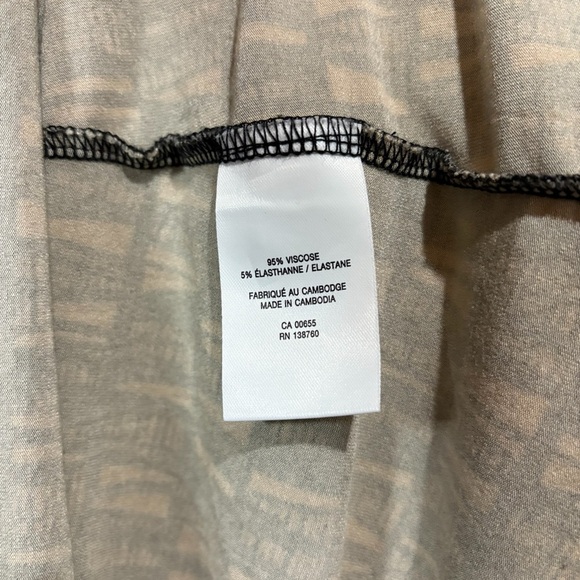 95% VISCOSE
5% ÉLASTHANNE / ELASTANE
FABRIQUÉ AU CAMBODGE
MADE IN CAMBODIA
CA 00655
RN 138760